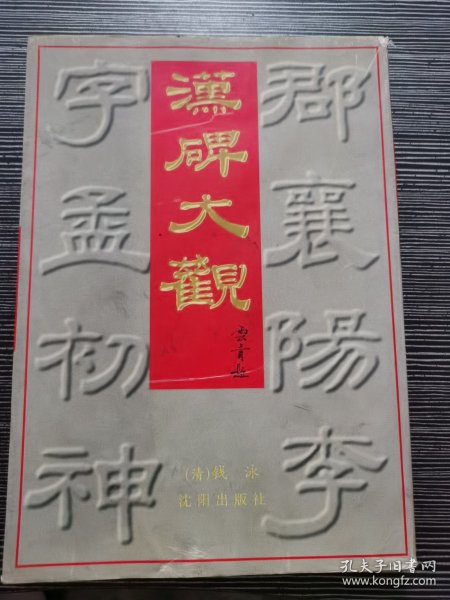 漢碑大觀
郡襄陽李
字孟初神
(清)钱 泳
沈阳出版社
孔夫子旧书网
www.kongfz.com